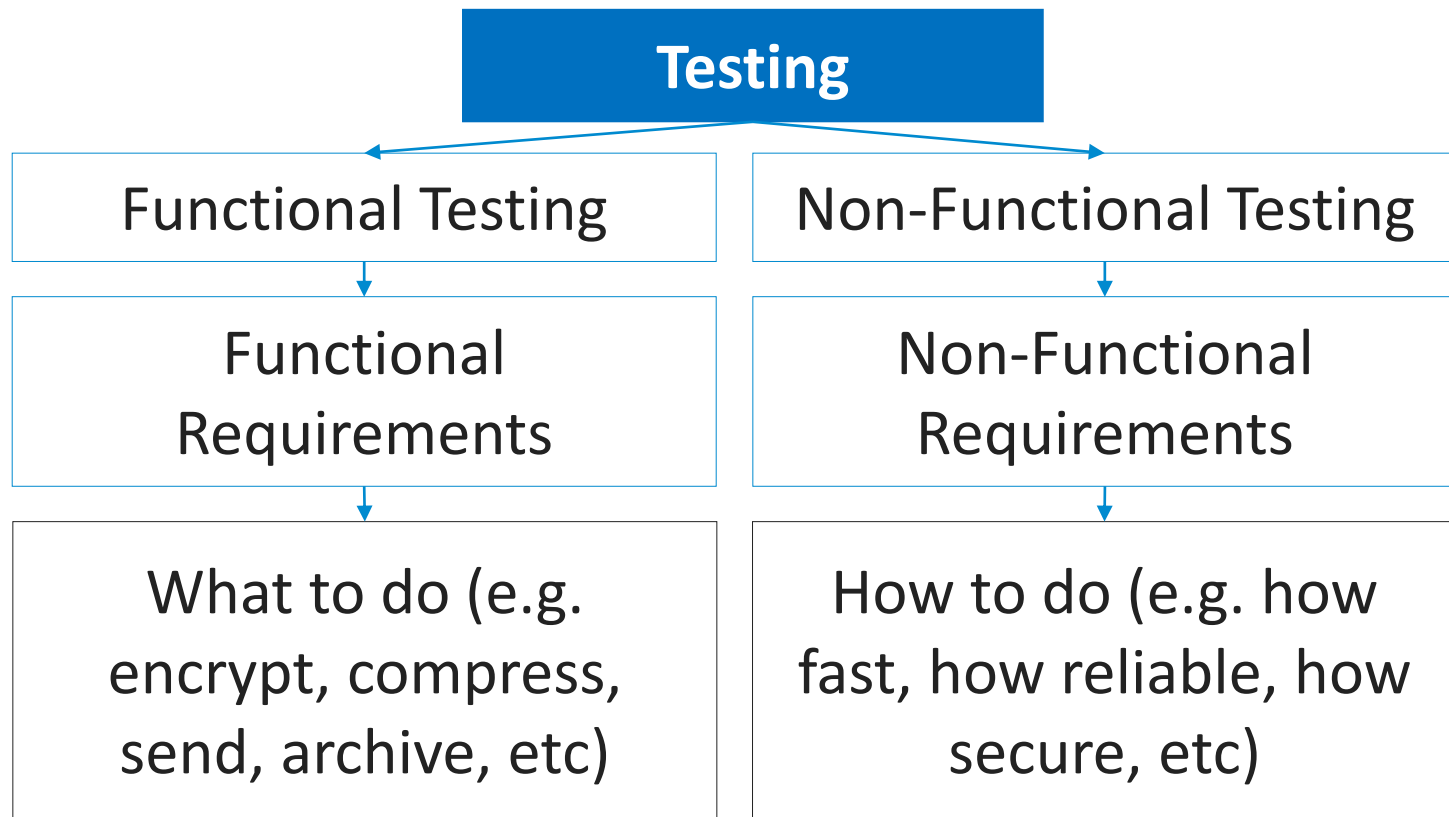 Testing
Functional Testing
Non-Functional Testing
Functional
Requirements
Non-Functional
Requirements
What to do (e.g.
encrypt, compress,
send, archive, etc)
How to do (e.g. how
fast, how reliable, how
secure, etc)